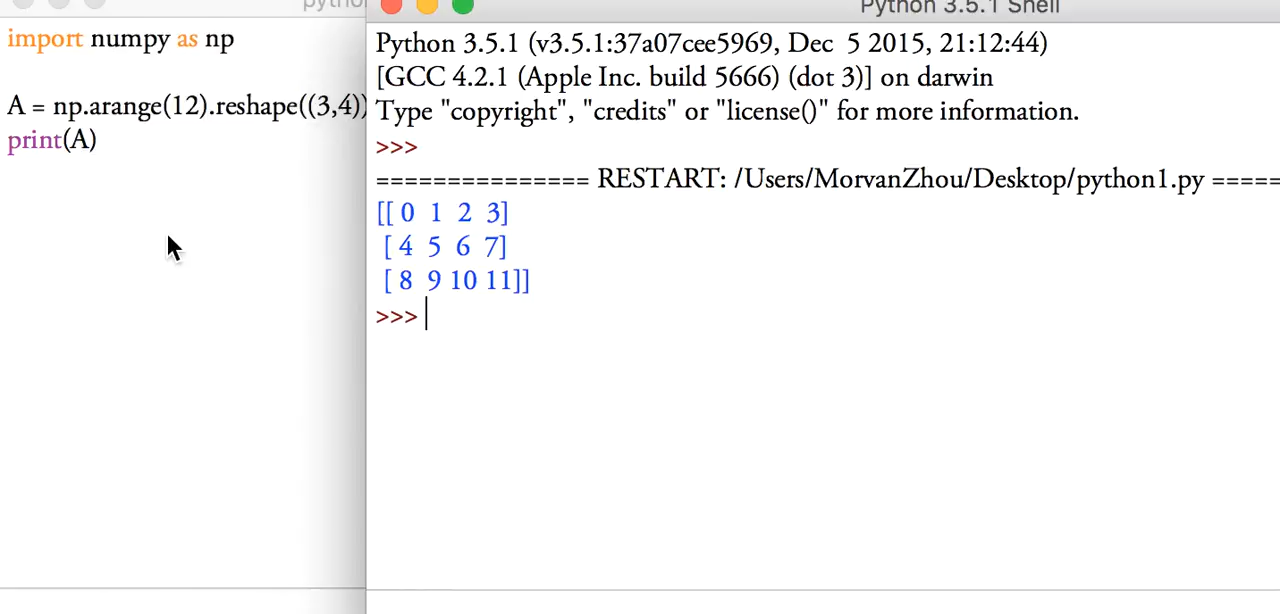 pytho
Python 3.5.1 Shell
import numpy as np
A = np.arange(12).reshape((3,4))
print(A)
Python 3.5.1 (v3.5.1:37a07cee5969, Dec  5 2015, 21:12:44)
[GCC 4.2.1 (Apple Inc. build 5666) (dot 3)] on darwin
Type "copyright", "credits" or "license()" for more information.
>>>
=============== RESTART: /Users/MorvanZhou/Desktop/python1.py =====
[[ 0  1  2  3]
 [ 4  5  6  7]
 [ 8  9 10 11]]
>>>